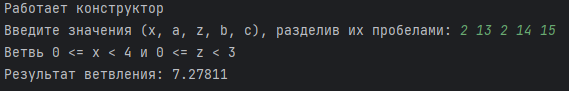 Работает конструктор
Введите значения (x, a, z, b, c), разделив их пробелами: 2 13 2 14 15
Ветвь 0 <= x < 4 и 0 <= z < 3
Результат ветвления: 7.27811